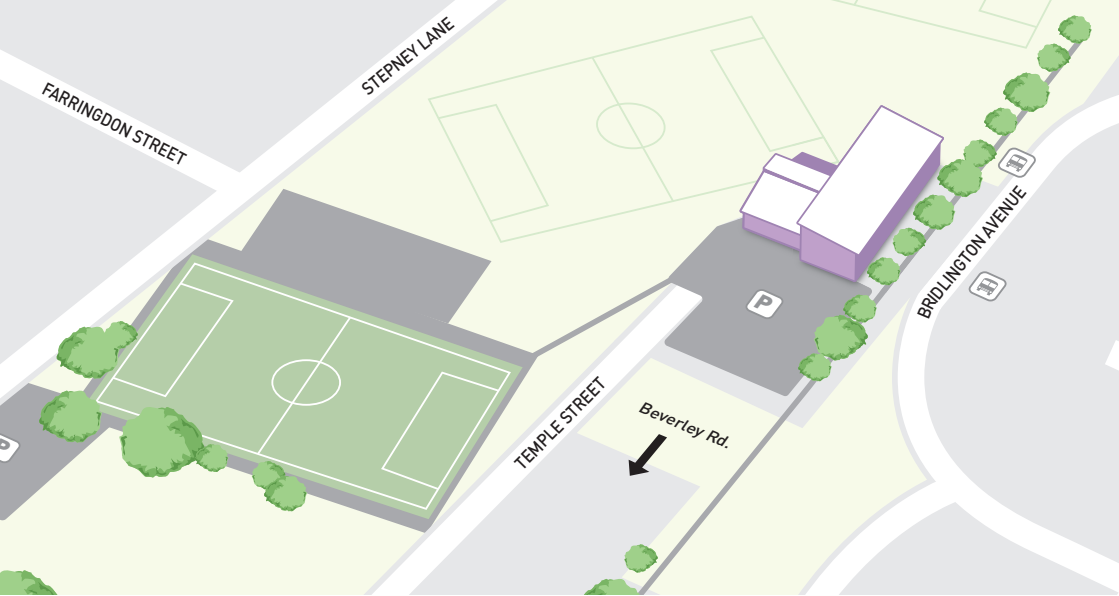 STEPNEY LANE
FARRINGDON STREET
BRIDLINGTON AVENUE
P
TEMPLE STREET
Beverley Rd.
P